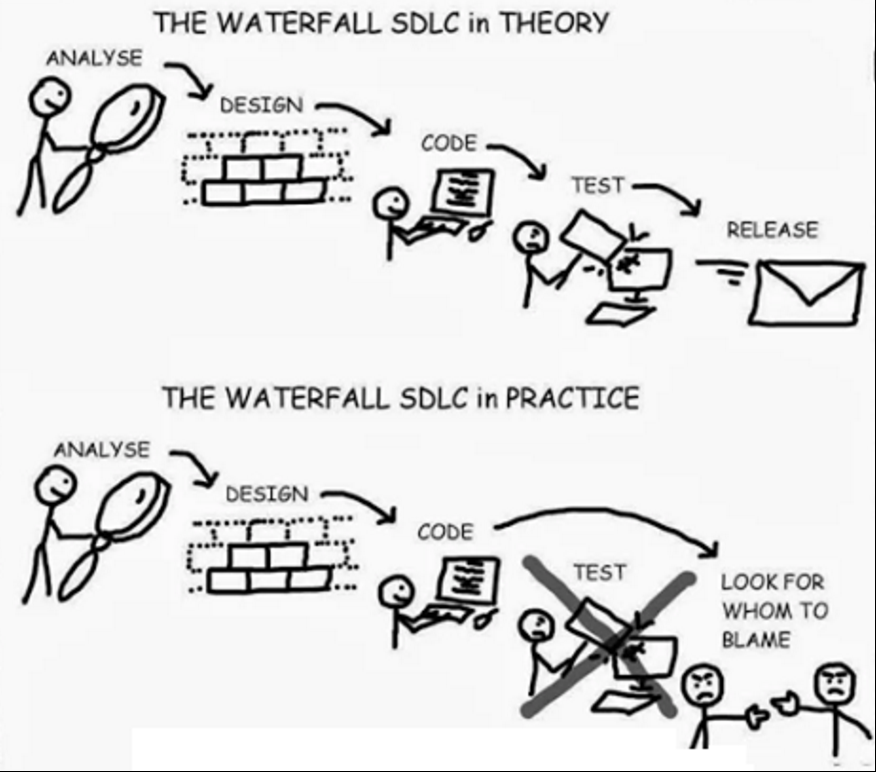 THE WATERFALL SDLC in THEORY
ANALYSE
DESIGN
CODE
TEST
RELEASE
THE WATERFALL SDLC in PRACTICE
ANALYSE
DESIGN
CODE
TEST
LOOK FOR
WHOM TO
BLAME